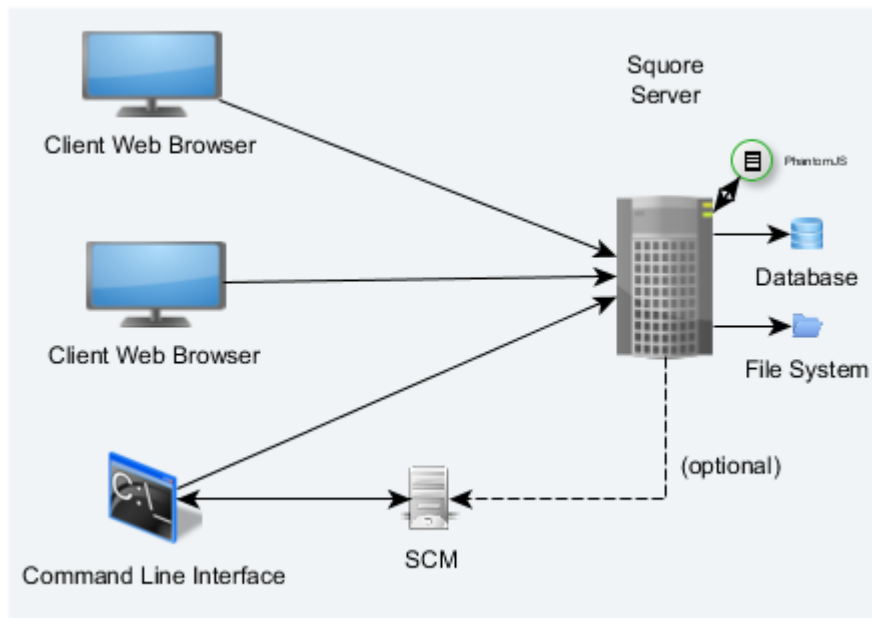 Squore
Server
Client Web Browser
PhantomJS
Database
Client Web Browser
File System
(optional)
C:\_
SCM
Command Line Interface